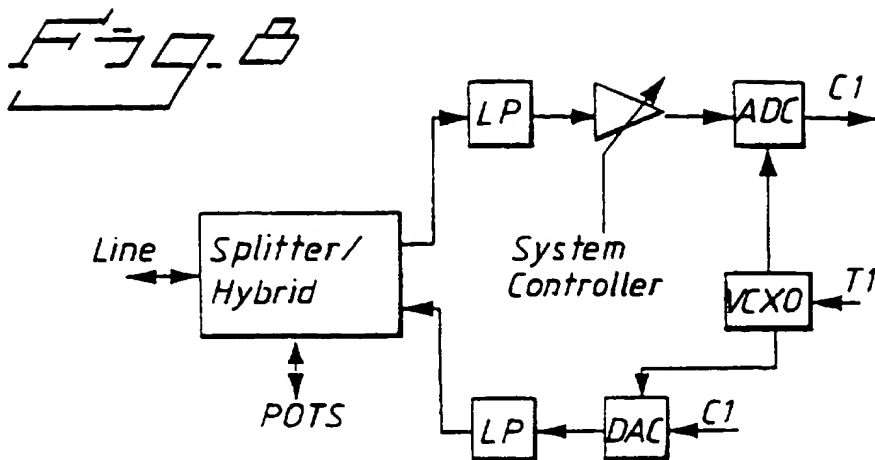 Fig. 8
LP
ADC
C1
Line
Splitter/
Hybrid
System
Controller
VCXO
T1
POTS
LP
DAC
C1